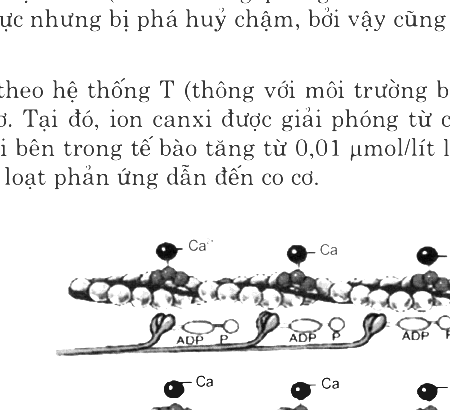 ực nhưng bị phá huỷ chậm, bởi vậy cũng
theo hệ thống T (thông với môi trường b
ơ. Tại đó, ion canxi được giải phóng từ c
i bên trong tế bào tăng từ 0,01 μmol/lít l
loạt phản ứng dẫn đến co cơ.
Ca Ca
ADP P ADP P ADP P
Ca Ca